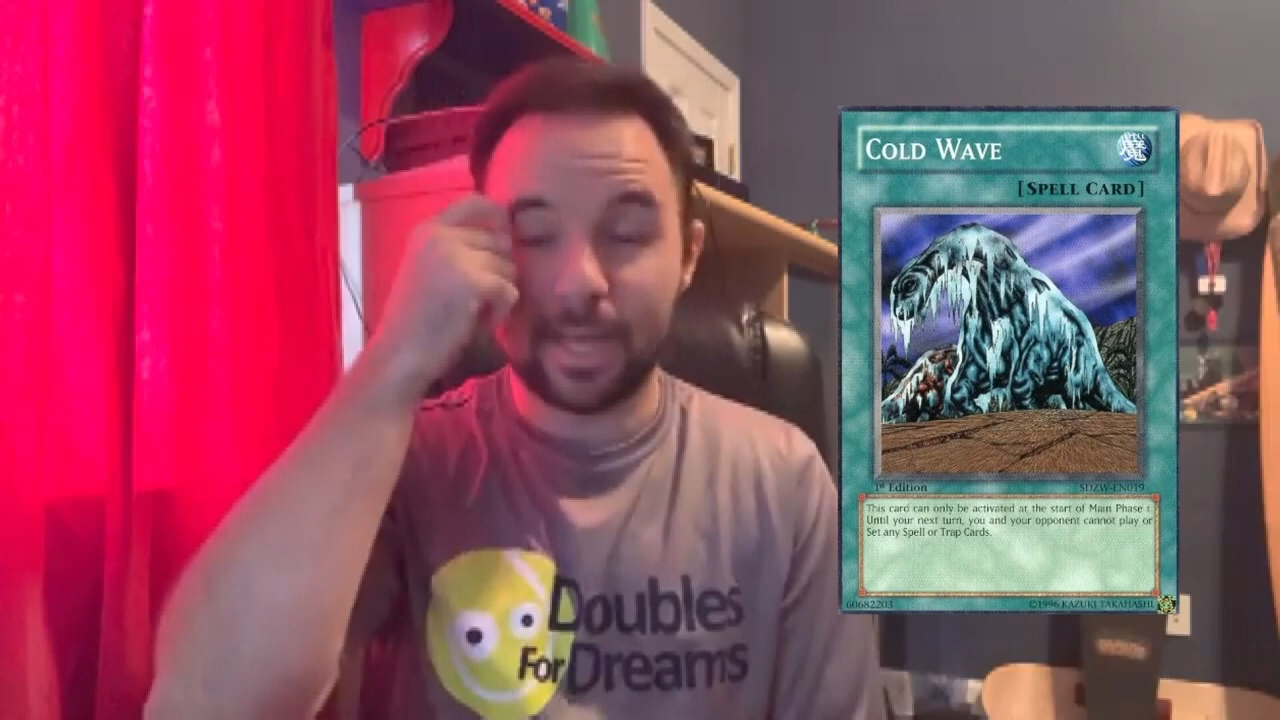 Cold Wave
魔
[Spell Card]
1st Edition
SDZW-EN019
This card can only be activated at the start of Main Phase 1.
Until your next turn, you and your opponent cannot play or
Set any Spell or Trap Cards.
60682203
©1996 KAZUKI TAKAHASHI
Doubles
For Dreams